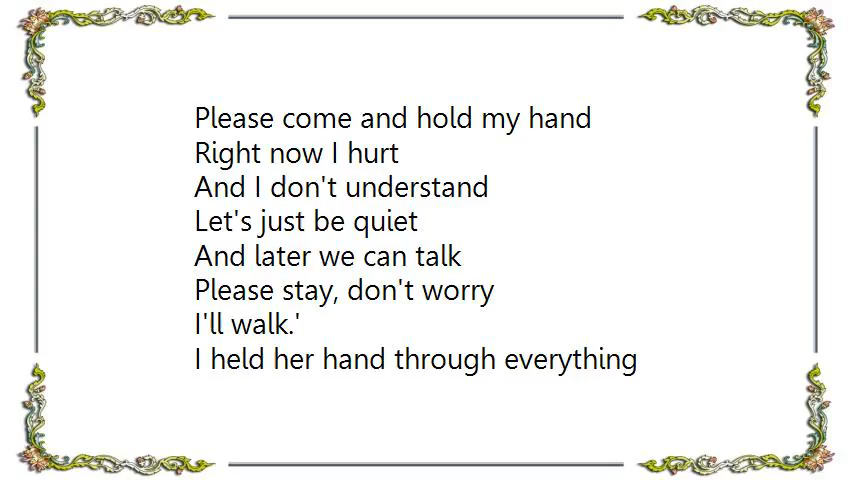 Please come and hold my hand
Right now I hurt
And I don't understand
Let's just be quiet
And later we can talk
Please stay, don't worry
I'll walk.'
I held her hand through everything